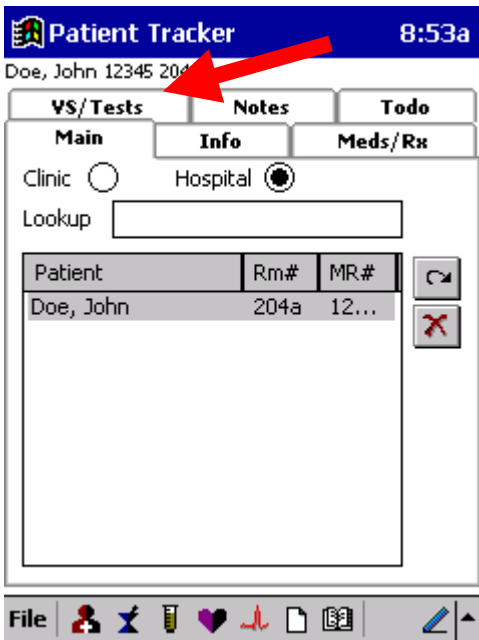 Patient Tracker 8:53a
Doe, John 12345 204
VS/Tests Notes Todo
Main Info Meds/Rx
Clinic Hospital
Lookup
Patient Rm# MR#
Doe, John 204a 12...
File